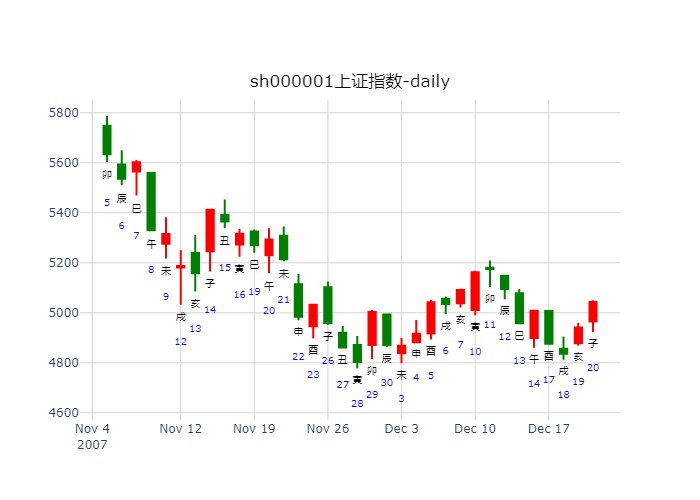 sh000001上证指数-daily
5800
5600
5400
5200
5000
4800
4600
卯
5
辰
6
巳
7
午
8
未
9
戌
12
亥
13
子
14
丑
15
寅
16
巳
19
午
20
未
21
申
22
酉
23
子
26
丑
27
寅
28
卯
29
辰
30
未
3
申
4
酉
5
戌
6
亥
7
寅
10
卯
11
辰
12
巳
13
午
14
酉
17
戌
18
亥
19
子
20
Nov 4
2007
Nov 12
Nov 19
Nov 26
Dec 3
Dec 10
Dec 17